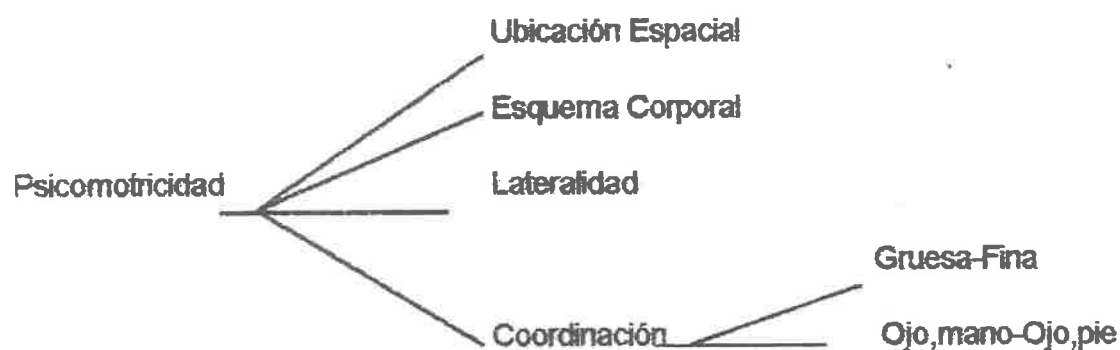 Ubicación Espacial
Esquema Corporal
Psicomotricidad
Lateralidad
Gruesa-Fina
Coordinación
Ojo,mano-Ojo,pie